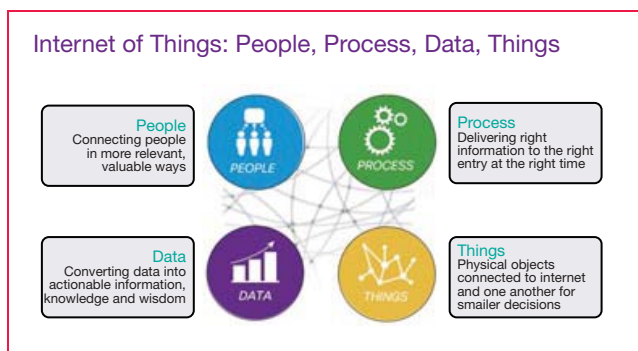 Internet of Things: People, Process, Data, Things
People
Connecting people
in more relevant,
valuable ways
PEOPLE
PROCESS
Process
Delivering right
information to the right
entry at the right time
Data
Converting data into
actionable information,
knowledge and wisdom
DATA
THINGS
Things
Physical objects
connected to internet
and one another for
smailer decisions